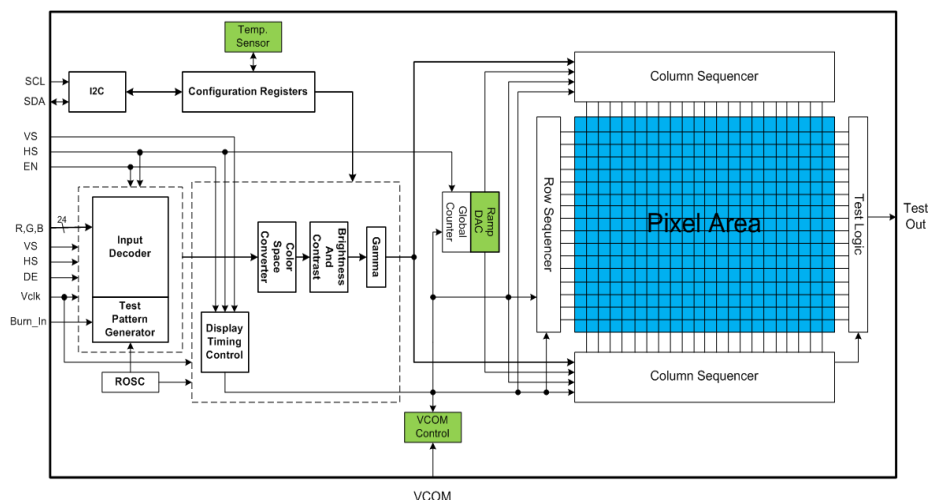 Temp.
Sensor
SCL
SDA
I2C
Configuration Registers
Column Sequencer
VS
HS
EN
24
R,G,B
VS
HS
DE
Vclk
Burn_In
Input
Decoder
Test
Pattern
Generator
ROSC
Color
Space
Converter
Brightness
And
Contrast
Gamma
Display
Timing
Control
Global
Counter
Ramp
DAC
Row Sequencer
Pixel Area
Test Logic
Test
Out
Column Sequencer
VCOM
Control
VCOM